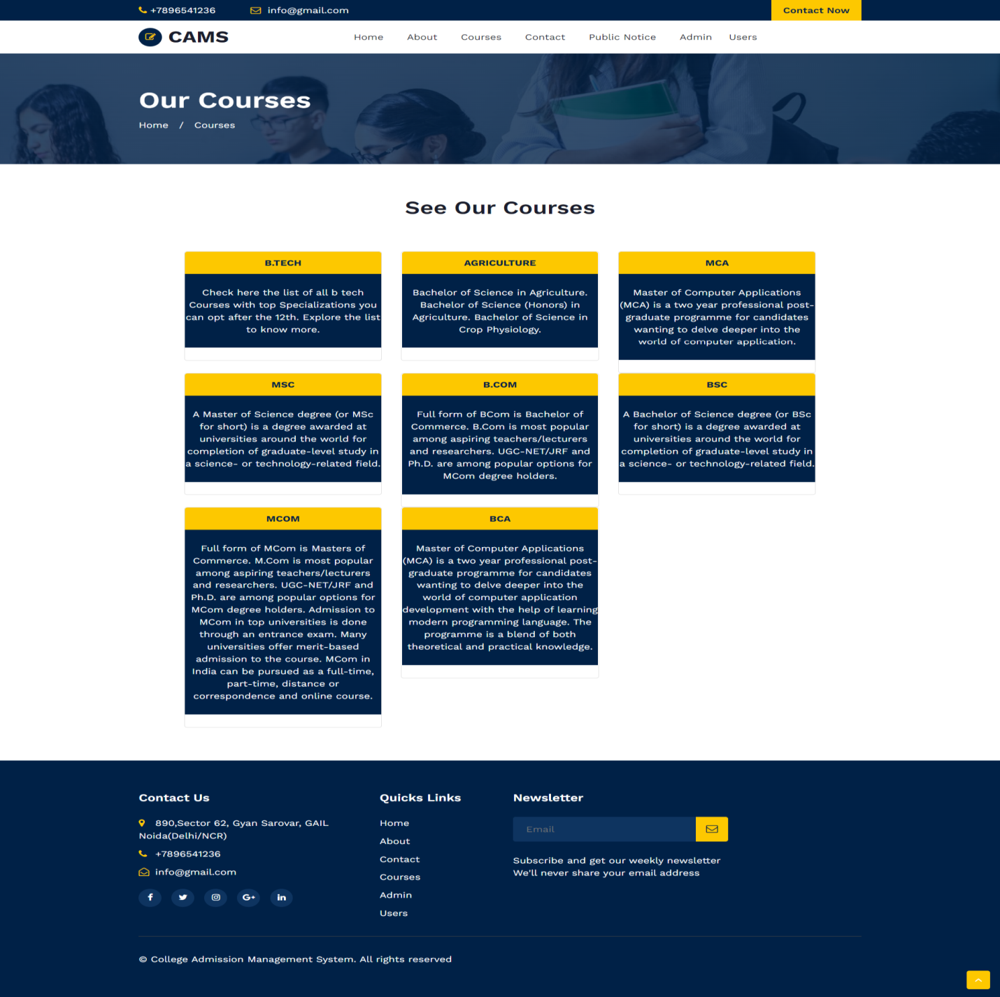 +7896541236 info@gmail.com Contact Now
CAMS Home About Courses Contact Public Notice Admin Users
Our Courses
Home / Courses
See Our Courses
B.TECH
Check here the list of all b tech
Courses with top Specializations you
can opt after the 12th. Explore the list
to know more.
AGRICULTURE
Bachelor of Science in Agriculture.
Bachelor of Science (Honors) in
Agriculture. Bachelor of Science in
Crop Physiology.
MCA
Master of Computer Applications
(MCA) is a two year professional post-
graduate programme for candidates
wanting to delve deeper into the
world of computer application.
MSC
A Master of Science degree (or MSc
for short) is a degree awarded at
universities around the world for
completion of graduate-level study in
a science- or technology-related field.
B.COM
Full form of BCom is Bachelor of
Commerce. B.Com is most popular
among aspiring teachers/lecturers
and researchers. UGC-NET/JRF and
Ph.D. are among popular options for
MCom degree holders.
BSC
A Bachelor of Science degree (or BSc
for short) is a degree awarded at
universities around the world for
completion of graduate-level study in
a science- or technology-related field.
MCOM
Full form of MCom is Masters of
Commerce. M.Com is most popular
among aspiring teachers/lecturers
and researchers. UGC-NET/JRF and
Ph.D. are among popular options for
MCom degree holders. Admission to
MCom in top universities is done
through an entrance exam. Many
universities offer merit-based
admission to the course. MCom in
India can be pursued as a full-time,
part-time, distance or
correspondence and online course.
BCA
Master of Computer Applications
(MCA) is a two year professional post-
graduate programme for candidates
wanting to delve deeper into the
world of computer application
development with the help of learning
modern programming language. The
programme is a blend of both
theoretical and practical knowledge.
Contact Us
890,Sector 62, Gyan Sarovar, GAIL
Noida(Delhi/NCR)
+7896541236
info@gmail.com
f G+ in
Quicks Links
Home
About
Contact
Courses
Admin
Users
Newsletter
Email
Subscribe and get our weekly newsletter
We'll never share your email address
© College Admission Management System. All rights reserved